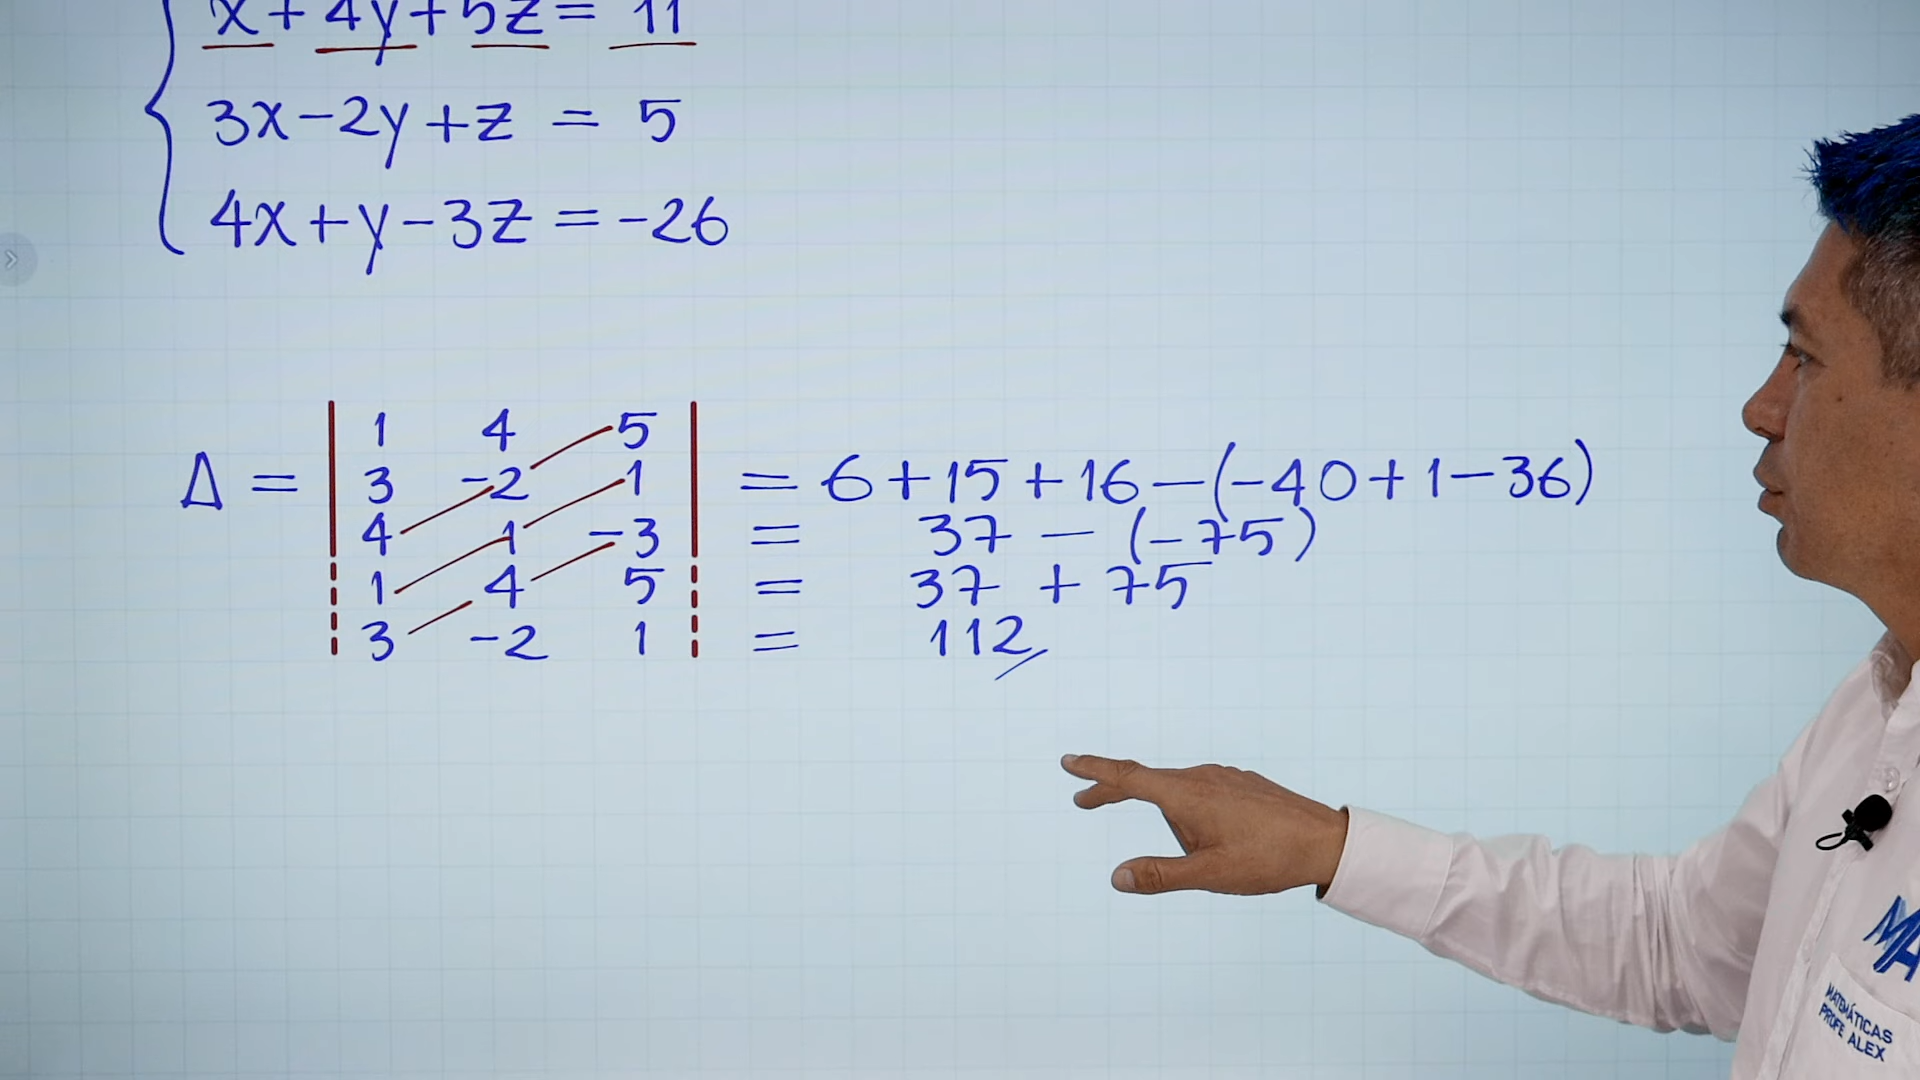 x + 4y + 5z = 11
3x - 2y + z = 5
4x + y - 3z = -26
Δ = | 1 4 5 | = 6 + 15 + 16 - (-40 + 1 - 36)
3 -2 1
4 1 -3 = 37 - (-75)
1 4 5 = 37 + 75
3 -2 1 = 112
MA
MATEMÁTICAS
PROFE ALEX